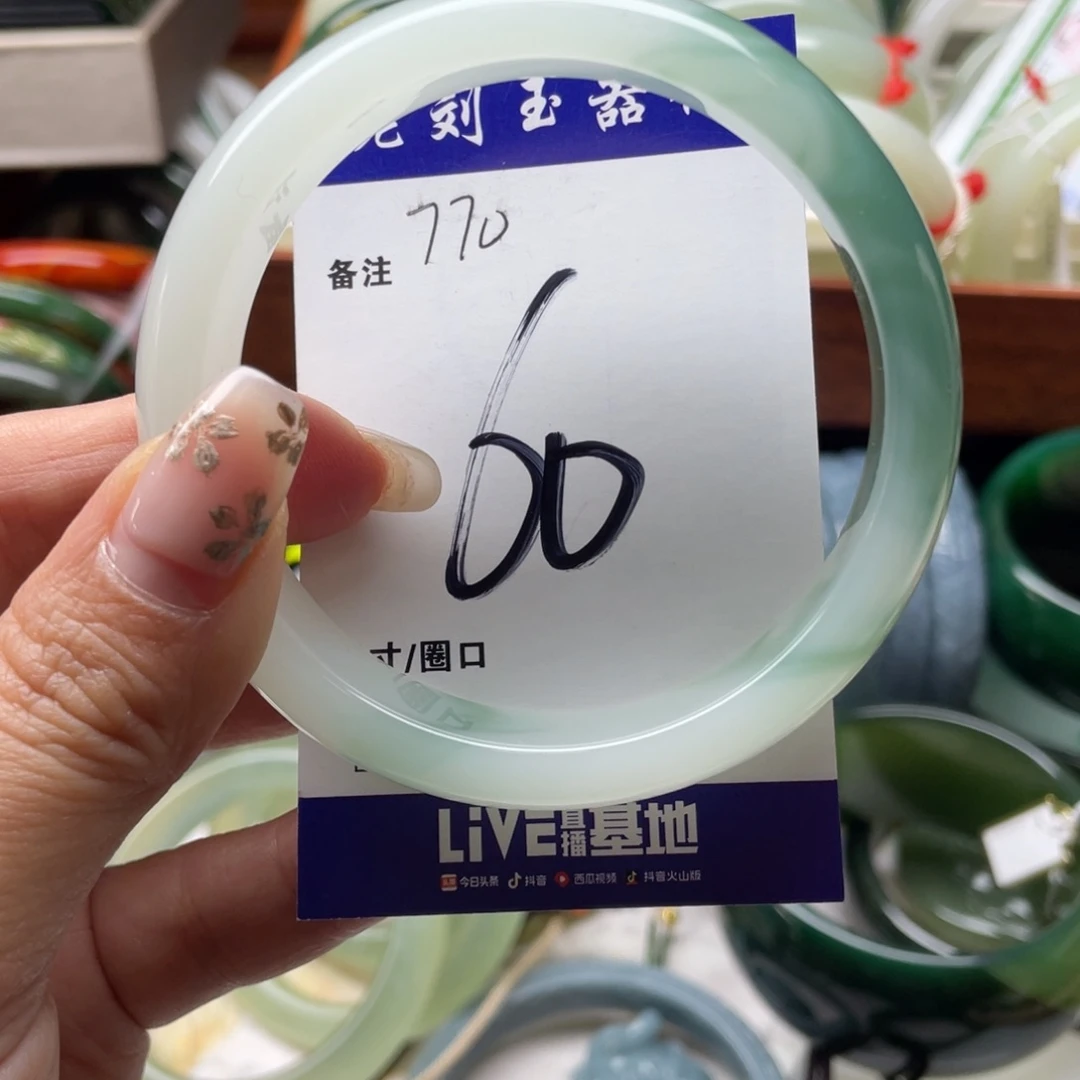 刻玉器
770
备注
60
寸/圈口
LiVE直播基地
今日头条 抖音 西瓜视频 抖音火山版